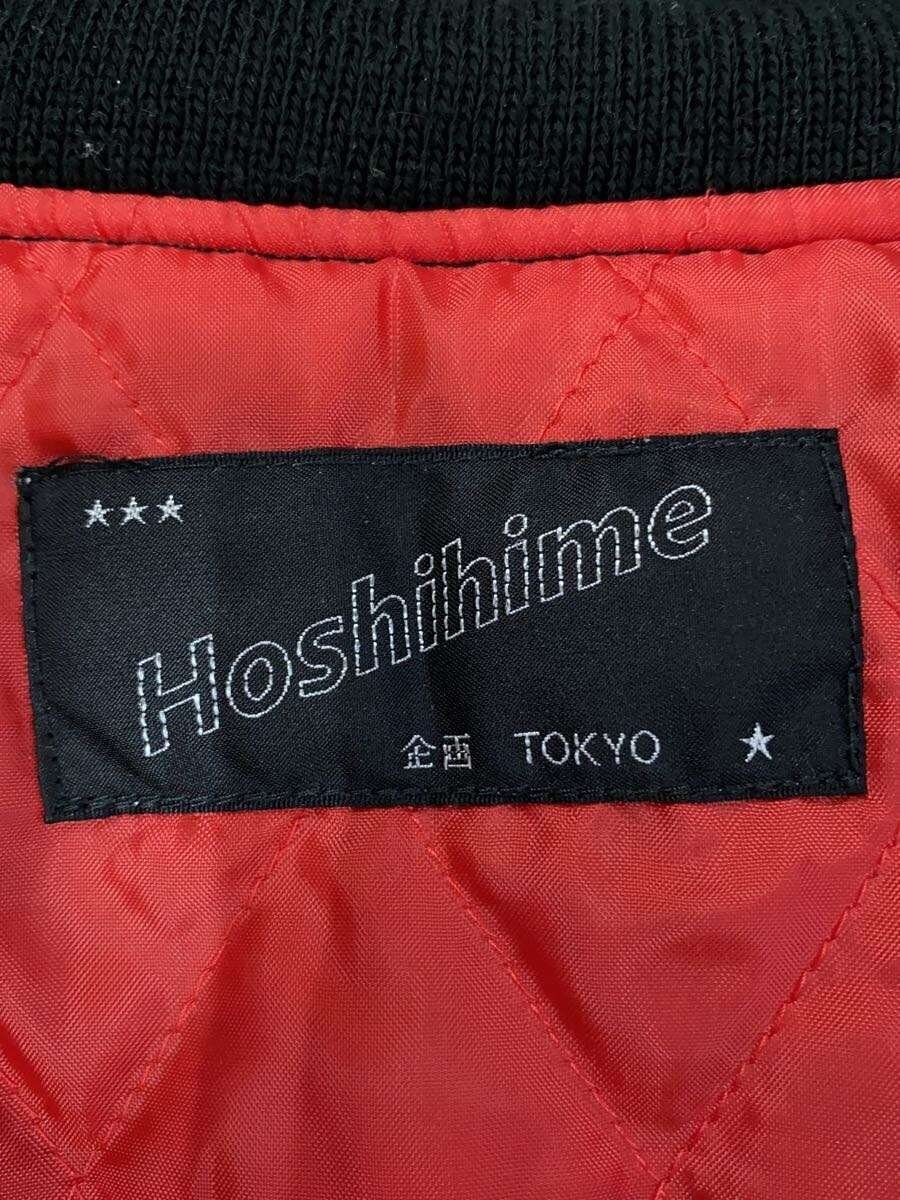 ★★★
Hoshihime
企画 TOKYO ★